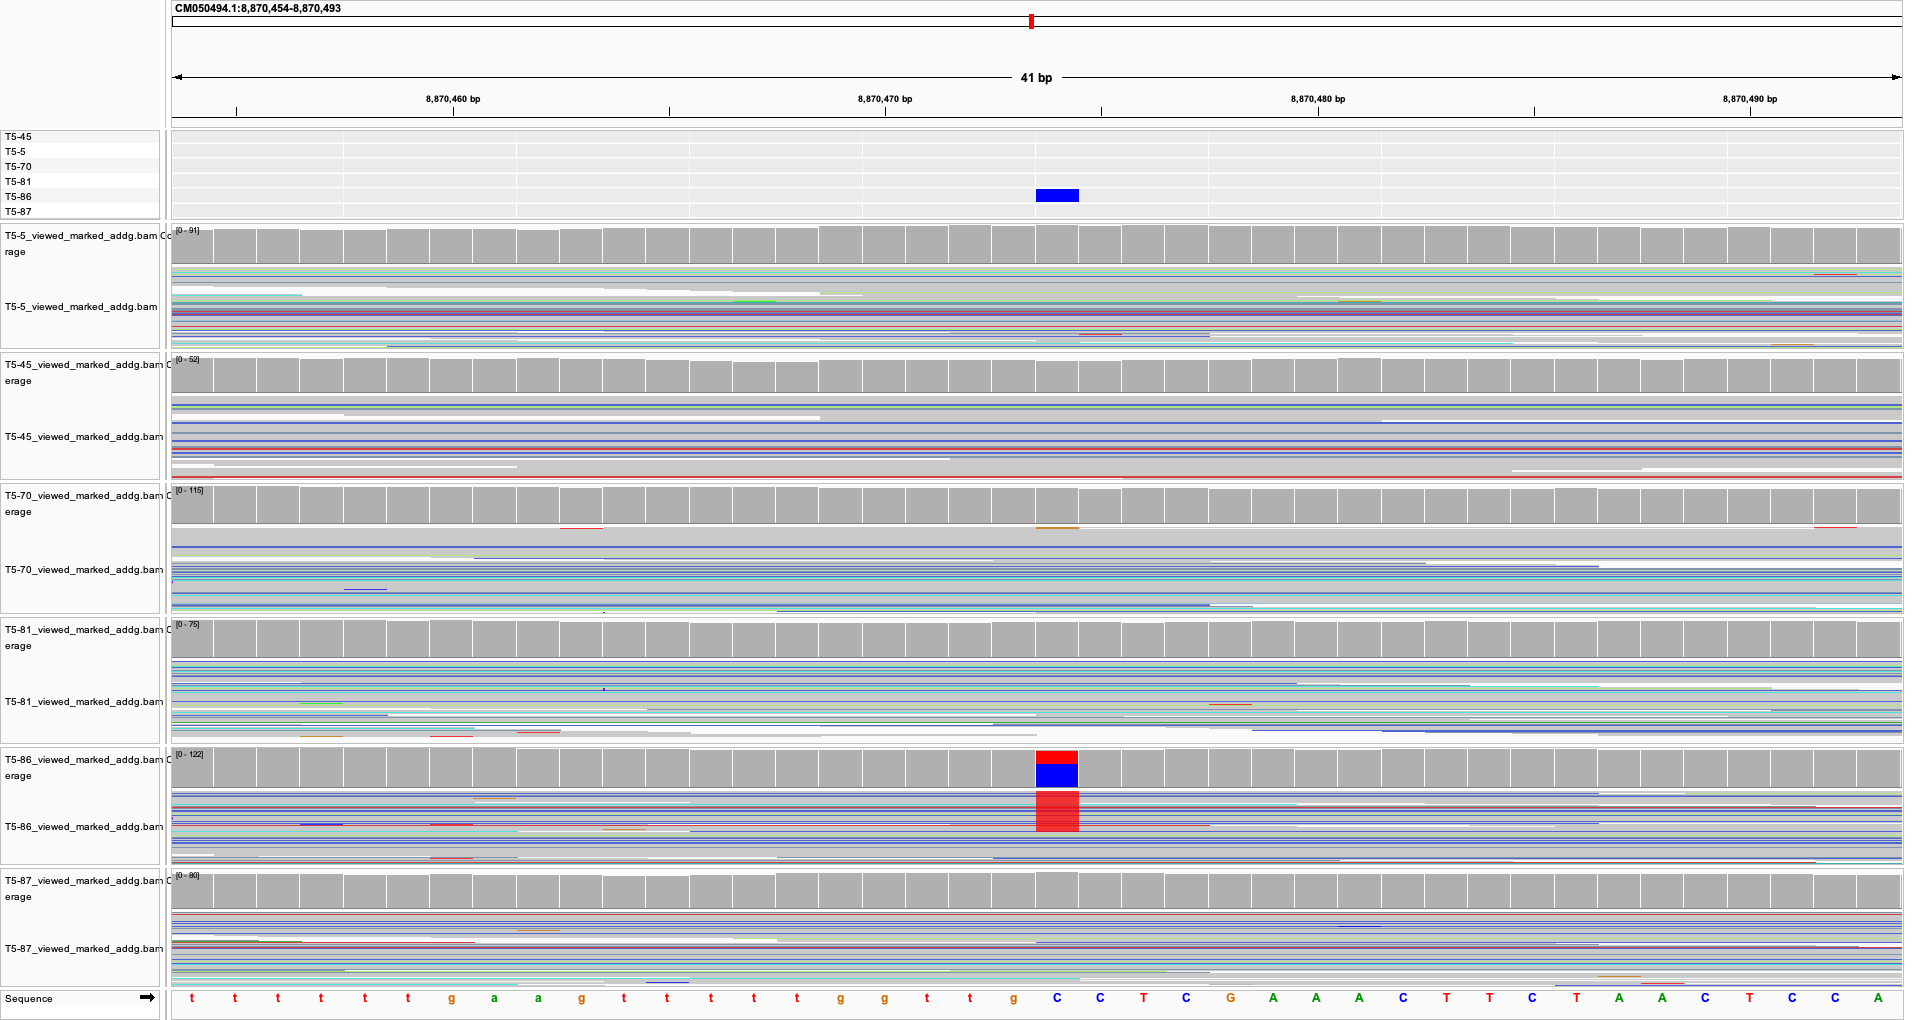 CM050494.1:8,870,454-8,870,493
41 bp
8,870,460 bp 8,870,470 bp 8,870,480 bp 8,870,490 bp
T5-45
T5-5
T5-70
T5-81
T5-86
T5-87
T5-5_viewed_marked_addg.bam Co
rage
[0 - 91]
T5-5_viewed_marked_addg.bam
T5-45_viewed_marked_addg.bam C
erage
[0 - 52]
T5-45_viewed_marked_addg.bam
T5-70_viewed_marked_addg.bam C
erage
[0 - 115]
T5-70_viewed_marked_addg.bam
T5-81_viewed_marked_addg.bam C
erage
[0 - 75]
T5-81_viewed_marked_addg.bam
T5-86_viewed_marked_addg.bam C
erage
[0 - 122]
T5-86_viewed_marked_addg.bam
T5-87_viewed_marked_addg.bam C
erage
[0 - 80]
T5-87_viewed_marked_addg.bam
Sequence t t t t t t g a a g t t t t t g g t t g C C T C G A A A C T T C T A A C T C C A